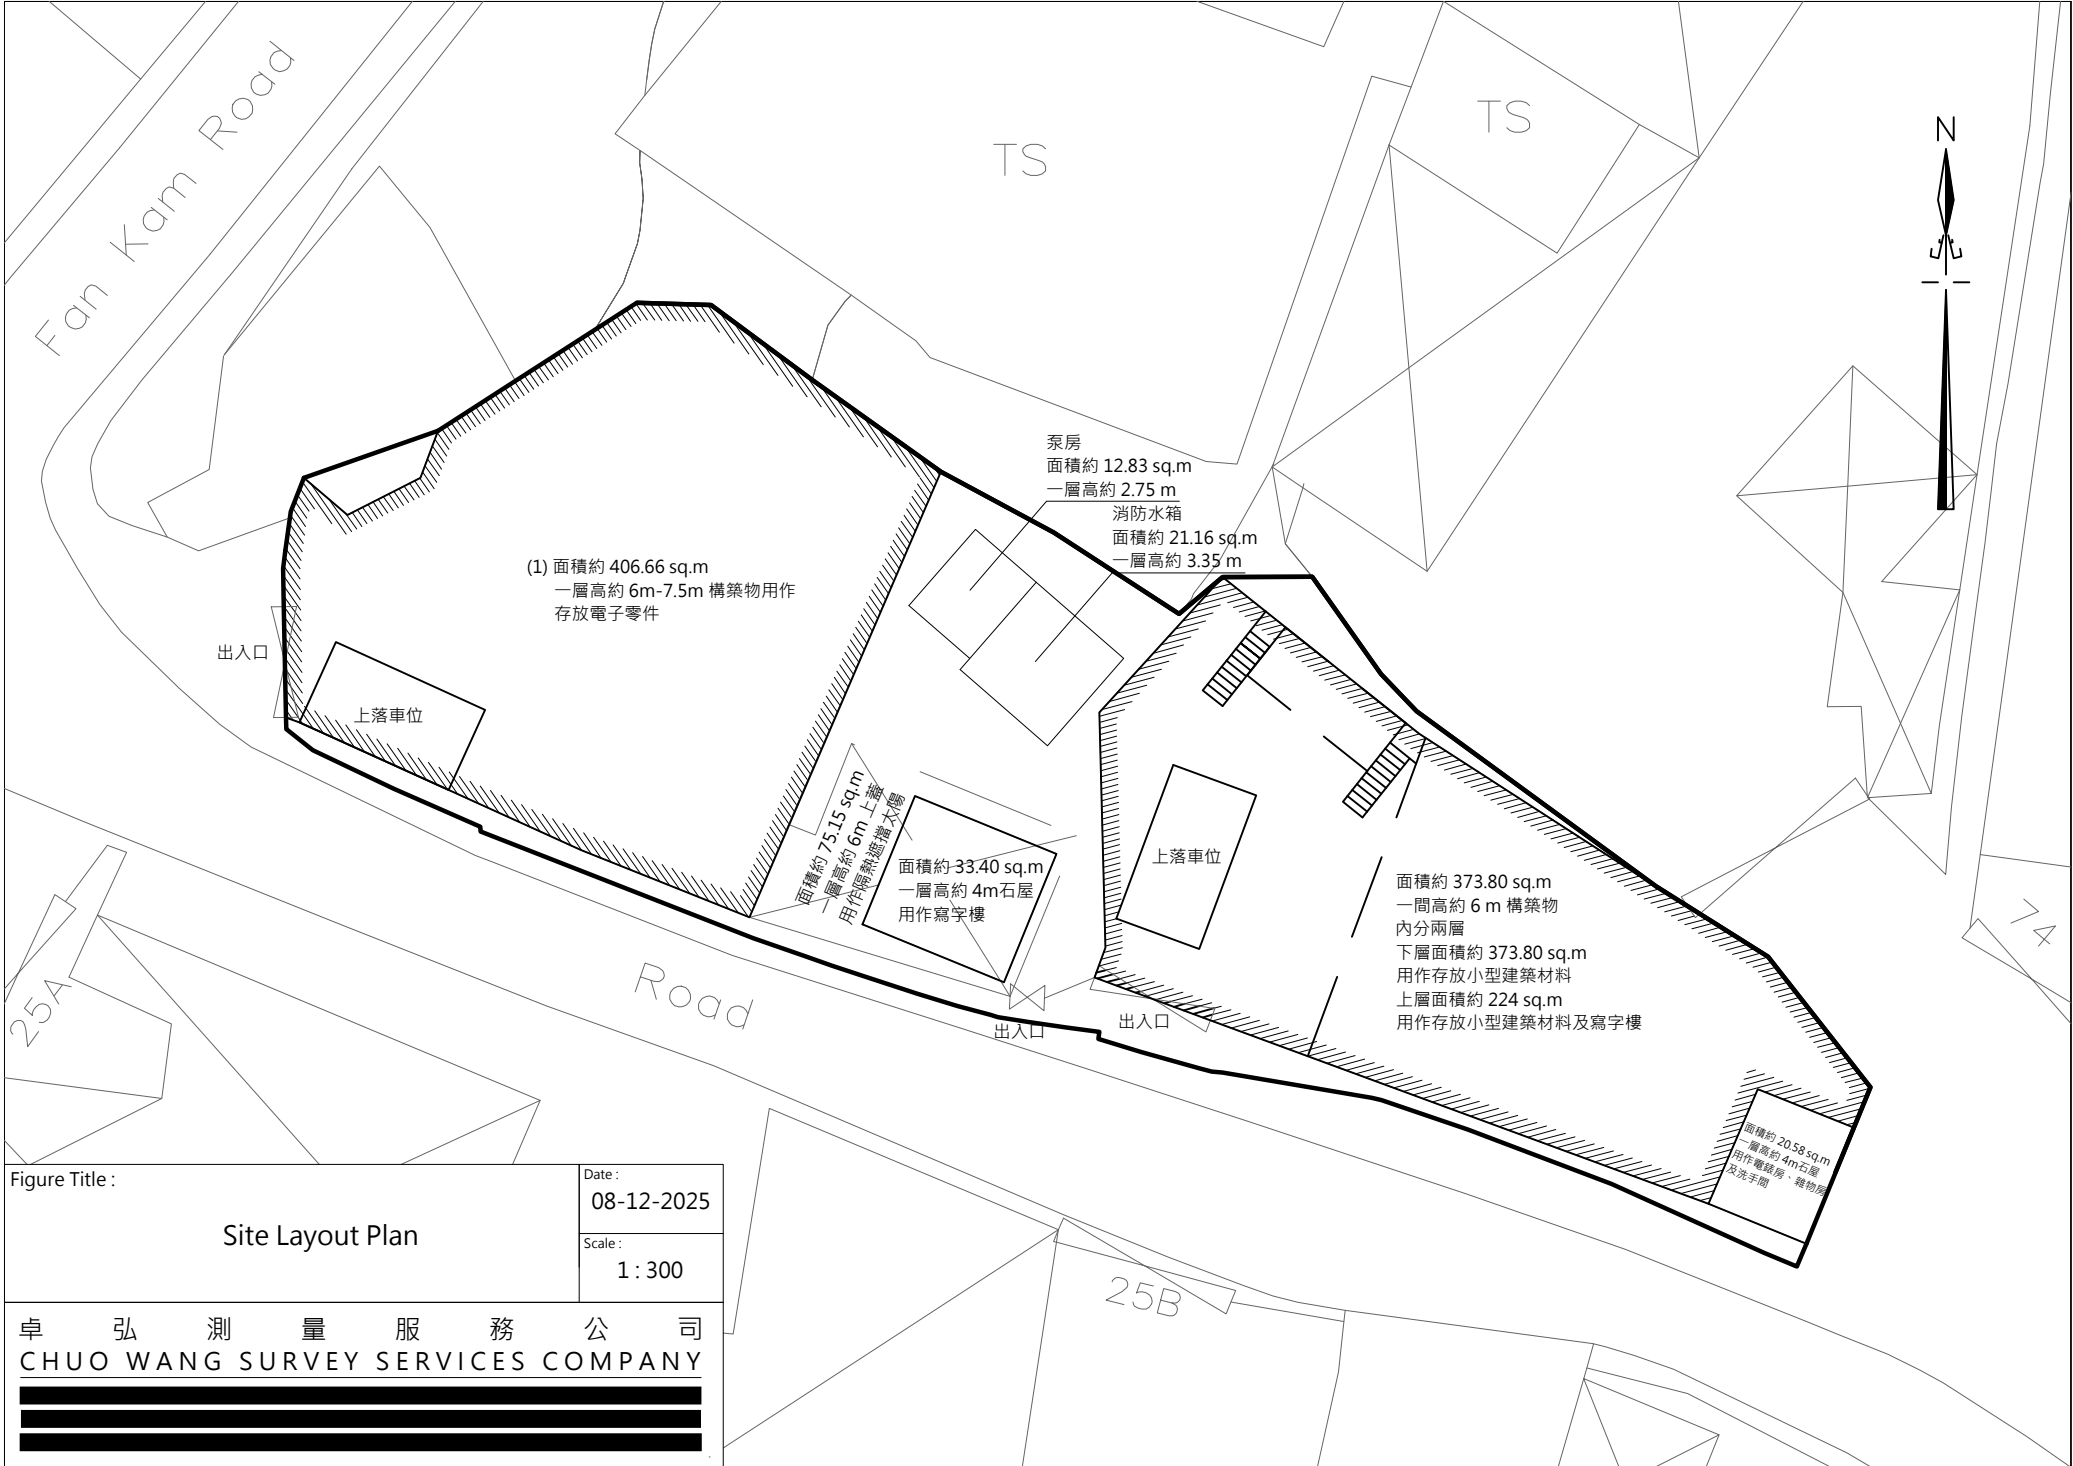 Fan Kam Road
TS
TS
N
泵房
面積約 12.83 sq.m
一層高約 2.75 m
消防水箱
面積約 21.16 sq.m
一層高約 3.35 m
(1) 面積約 406.66 sq.m
一層高約 6m-7.5m 構築物用作
存放電子零件
出入口
上落車位
面積約 75.15 sq.m
一層高約 6m 上蓋
用作隔熱遮擋太陽
面積約 33.40 sq.m
一層高約 4m石屋
用作寫字樓
上落車位
面積約 373.80 sq.m
一間高約 6 m 構築物
內分兩層
下層面積約 373.80 sq.m
用作存放小型建築材料
上層面積約 224 sq.m
用作存放小型建築材料及寫字樓
74
25A
Road
出入口
出入口
面積約 20.58 sq.m
一層高約 4m石屋
用作電錶房、雜物房
及洗手間
25B
Figure Title :
Site Layout Plan
Date :
08-12-2025
Scale :
1 : 300
卓弘測量服務公司
CHUO WANG SURVEY SERVICES COMPANY